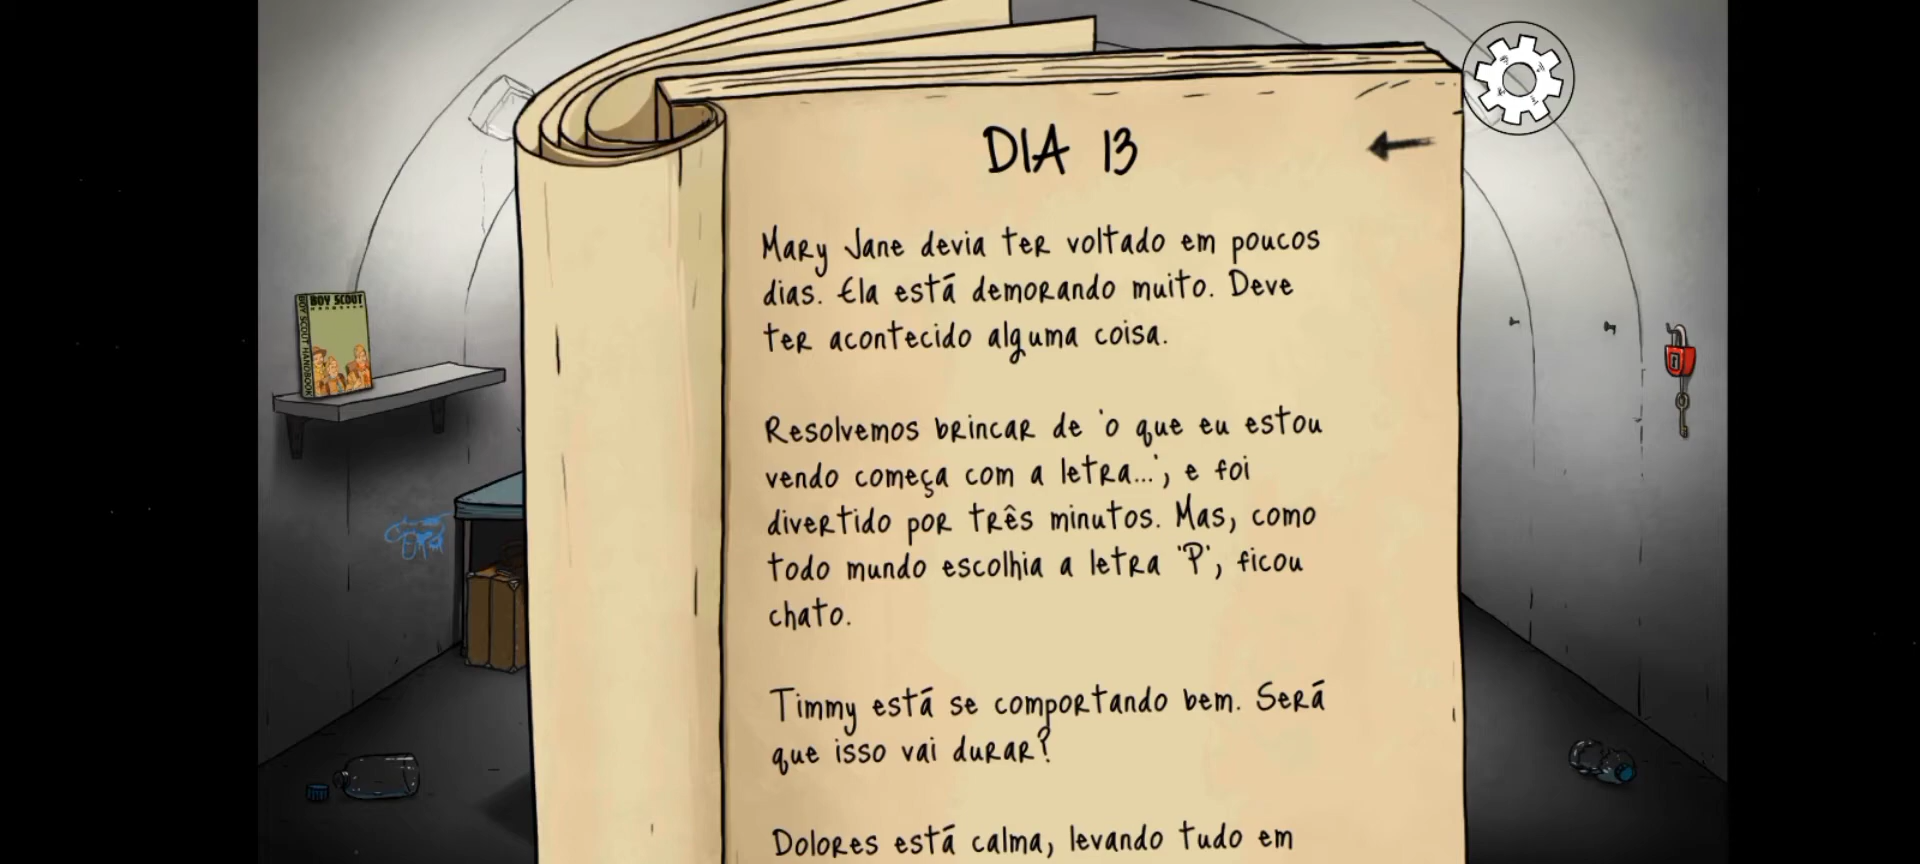 DIA 13
Mary Jane devia ter voltado em poucos
dias. Ela está demorando muito. Deve
ter acontecido alguma coisa.
Resolvemos brincar de 'o que eu estou
vendo começa com a letra...', e foi
divertido por três minutos. Mas, como
todo mundo escolhia a letra 'P', ficou
chato.
Timmy está se comportando bem. Será
que isso vai durar?
Dolores está calma, levando tudo em
BOY SCOUT
HANDBOOK
BOY SCOUT HANDBOOK